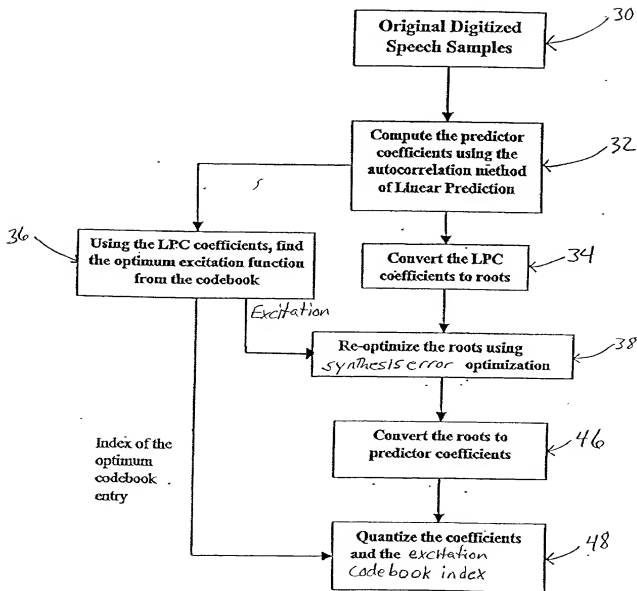 Original Digitized
Speech Samples
30
Compute the predictor
coefficients using the
autocorrelation method
of Linear Prediction
32
s
36
Using the LPC coefficients, find
the optimum excitation function
from the codebook
Convert the LPC
coefficients to roots
34
Excitation
Re-optimize the roots using
synthesis error optimization
38
Index of the
optimum
codebook
entry
Convert the roots to
predictor coefficients
46
Quantize the coefficients
and the excitation
codebook index
48